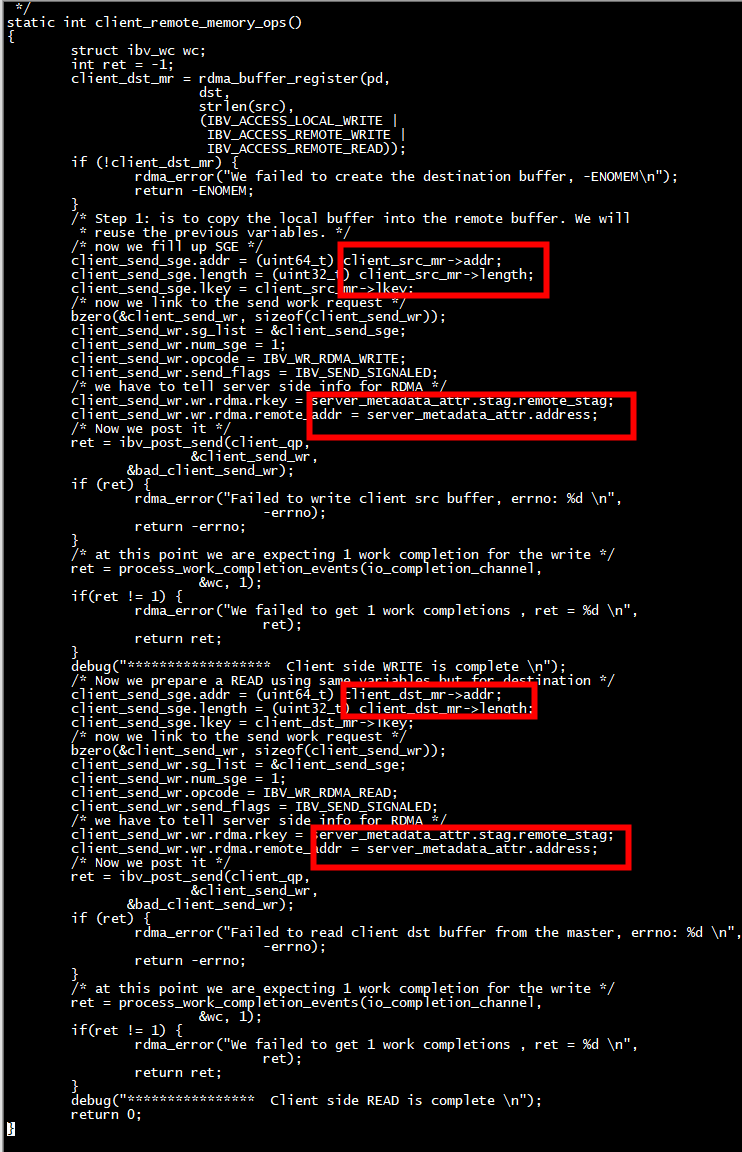 */
static int client_remote_memory_ops()
{
        struct ibv_wc wc;
        int ret = -1;
        client_dst_mr = rdma_buffer_register(pd,
                        dst,
                        strlen(src),
                        (IBV_ACCESS_LOCAL_WRITE |
                         IBV_ACCESS_REMOTE_WRITE |
                         IBV_ACCESS_REMOTE_READ));
        if (!client_dst_mr) {
                rdma_error("We failed to create the destination buffer, -ENOMEM\n");
                return -ENOMEM;
        }
        /* Step 1: is to copy the local buffer into the remote buffer. We will
         * reuse the previous variables. */
        /* now we fill up SGE */
        client_send_sge.addr = (uint64_t) client_src_mr->addr;
        client_send_sge.length = (uint32_t) client_src_mr->length;
        client_send_sge.lkey = client_src_mr->lkey;
        /* now we link to the send work request */
        bzero(&client_send_wr, sizeof(client_send_wr));
        client_send_wr.sg_list = &client_send_sge;
        client_send_wr.num_sge = 1;
        client_send_wr.opcode = IBV_WR_RDMA_WRITE;
        client_send_wr.send_flags = IBV_SEND_SIGNALED;
        /* we have to tell server side info for RDMA */
        client_send_wr.wr.rdma.rkey = server_metadata_attr.stag.remote_stag;
        client_send_wr.wr.rdma.remote_addr = server_metadata_attr.address;
        /* Now we post it */
        ret = ibv_post_send(client_qp,
                       &client_send_wr,
               &bad_client_send_wr);
        if (ret) {
                rdma_error("Failed to write client src buffer, errno: %d \n",
                                -errno);
                return -errno;
        }
        /* at this point we are expecting 1 work completion for the write */
        ret = process_work_completion_events(io_completion_channel,
                        &wc, 1);
        if(ret != 1) {
                rdma_error("We failed to get 1 work completions , ret = %d \n",
                                ret);
                return ret;
        }
        debug("******************  Client side WRITE is complete \n");
        /* Now we prepare a READ using same variables but for destination */
        client_send_sge.addr = (uint64_t) client_dst_mr->addr;
        client_send_sge.length = (uint32_t) client_dst_mr->length;
        client_send_sge.lkey = client_dst_mr->lkey;
        /* now we link to the send work request */
        bzero(&client_send_wr, sizeof(client_send_wr));
        client_send_wr.sg_list = &client_send_sge;
        client_send_wr.num_sge = 1;
        client_send_wr.opcode = IBV_WR_RDMA_READ;
        client_send_wr.send_flags = IBV_SEND_SIGNALED;
        /* we have to tell server side info for RDMA */
        client_send_wr.wr.rdma.rkey = server_metadata_attr.stag.remote_stag;
        client_send_wr.wr.rdma.remote_addr = server_metadata_attr.address;
        /* Now we post it */
        ret = ibv_post_send(client_qp,
                       &client_send_wr,
               &bad_client_send_wr);
        if (ret) {
                rdma_error("Failed to read client dst buffer from the master, errno: %d \n",
                                -errno);
                return -errno;
        }
        /* at this point we are expecting 1 work completion for the write */
        ret = process_work_completion_events(io_completion_channel,
                        &wc, 1);
        if(ret != 1) {
                rdma_error("We failed to get 1 work completions , ret = %d \n",
                                ret);
                return ret;
        }
        debug("****************  Client side READ is complete \n");
        return 0;
}